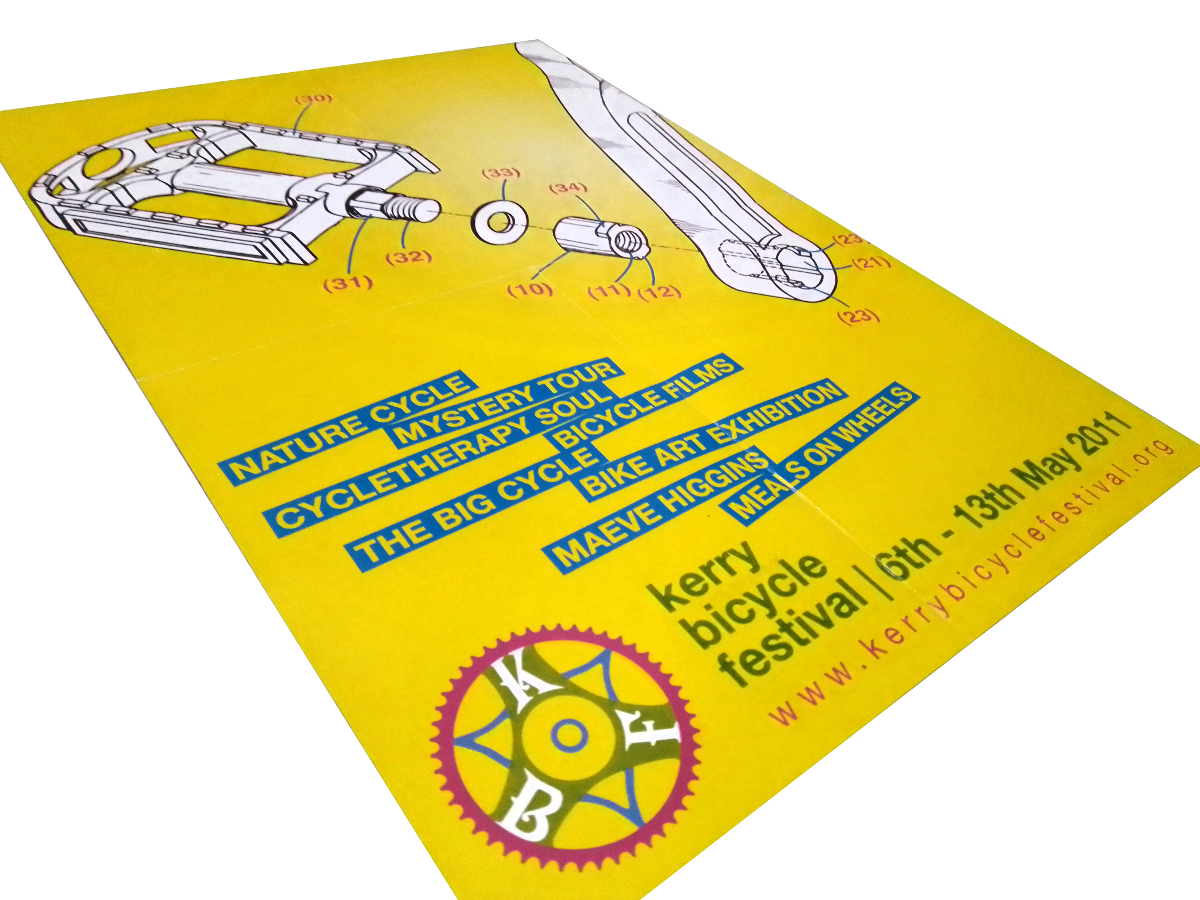 (30)
(33)
(34)
(31)
(32)
(10)
(11)
(12)
(23)
(21)
(23)
NATURE CYCLE
MYSTERY TOUR
CYCLETHERAPY SOUL
BICYCLE FILMS
THE BIG CYCLE
BIKE ART EXHIBITION
MAEVE HIGGINS
MEALS ON WHEELS
kerry
bicycle
festival | 6th - 13th May 2011
www.kerrybicyclefestival.org
K
B
F